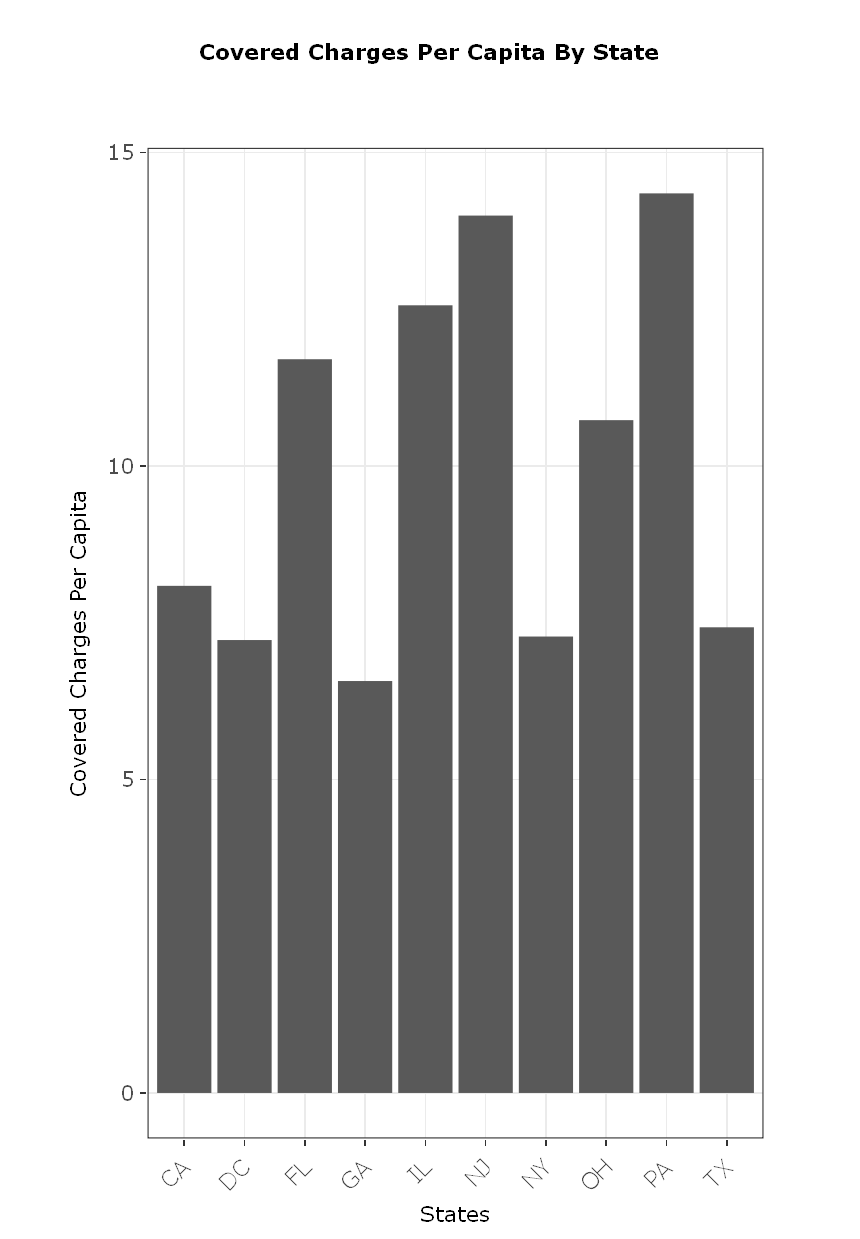 Covered Charges Per Capita By State
15
10
5
0
Covered Charges Per Capita
CA DC FL GA IL NJ NY OH PA TX
States